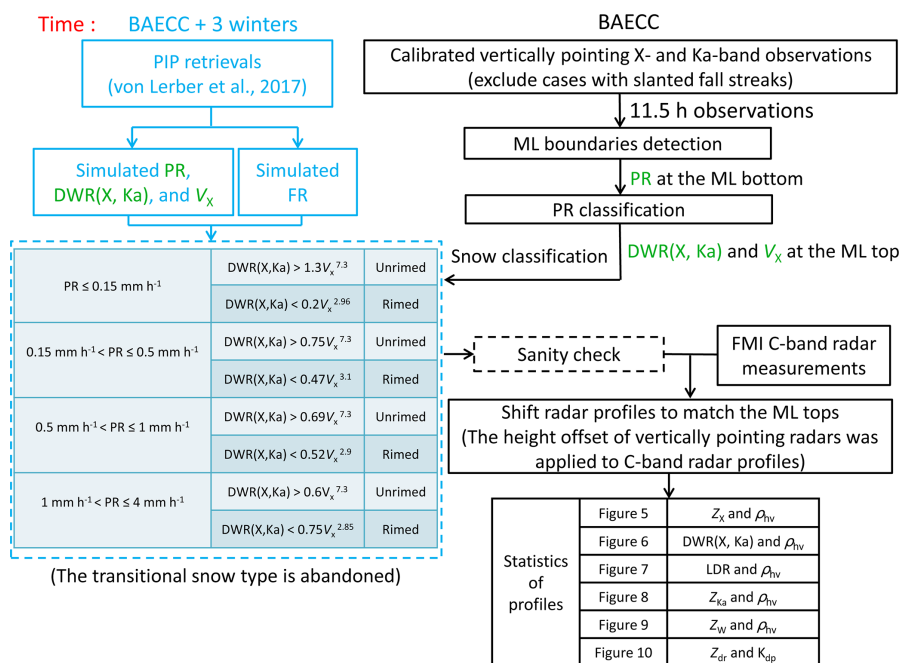 Time : BAECC + 3 winters
PIP retrievals
(von Lerber et al., 2017)
Simulated PR,
DWR(X, Ka), and Vx
Simulated
FR
PR ≤ 0.15 mm h-1
DWR(X,Ka) > 1.3Vx7.3 Unrimed
DWR(X,Ka) < 0.2Vx2.96 Rimed
0.15 mm h-1 < PR ≤ 0.5 mm h-1
DWR(X,Ka) > 0.75Vx7.3 Unrimed
DWR(X,Ka) < 0.47Vx3.1 Rimed
0.5 mm h-1 < PR ≤ 1 mm h-1
DWR(X,Ka) > 0.69Vx7.3 Unrimed
DWR(X,Ka) < 0.52Vx2.9 Rimed
1 mm h-1 < PR ≤ 4 mm h-1
DWR(X,Ka) > 0.6Vx7.3 Unrimed
DWR(X,Ka) < 0.75Vx2.85 Rimed
(The transitional snow type is abandoned)
BAECC
Calibrated vertically pointing X- and Ka-band observations
(exclude cases with slanted fall streaks)
11.5 h observations
ML boundaries detection
PR at the ML bottom
PR classification
Snow classification
DWR(X, Ka) and Vx at the ML top
Sanity check
FMI C-band radar
measurements
Shift radar profiles to match the ML tops
(The height offset of vertically pointing radars was
applied to C-band radar profiles)
Statistics
of
profiles
Figure 5 ZX and ρhv
Figure 6 DWR(X, Ka) and ρhv
Figure 7 LDR and ρhv
Figure 8 ZKa and ρhv
Figure 9 ZW and ρhv
Figure 10 Zdr and Kdp